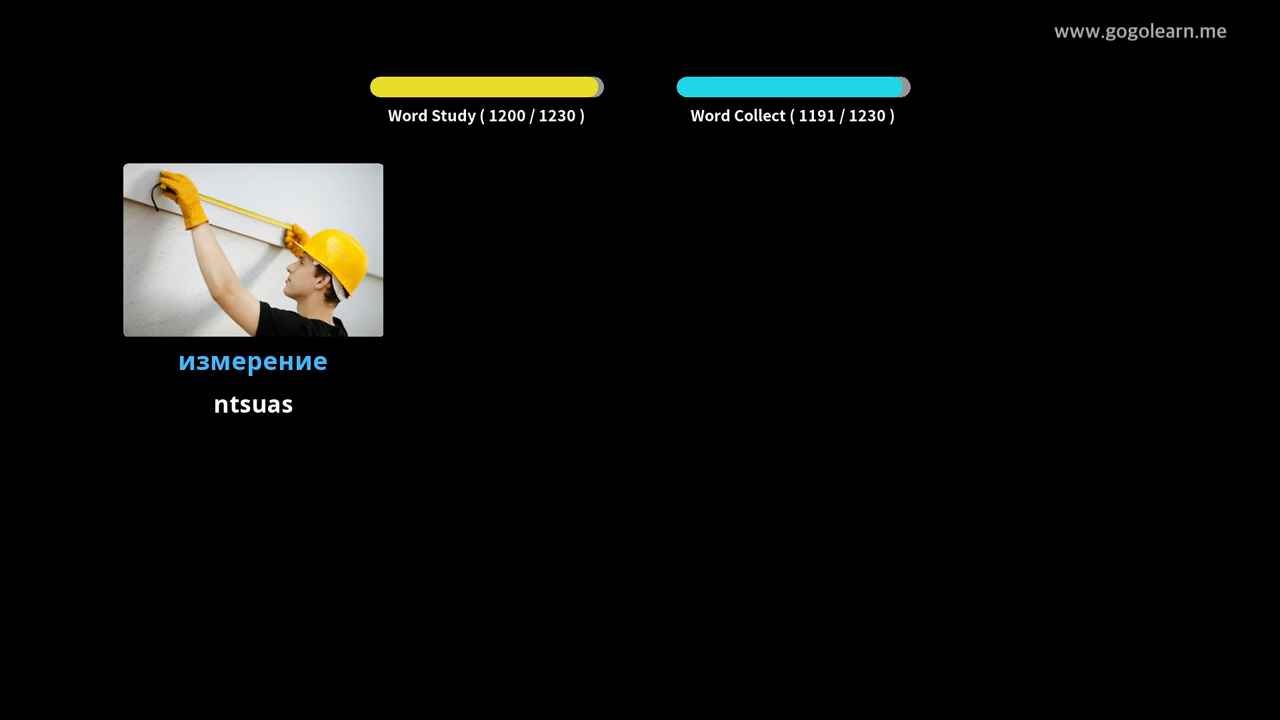 www.gogolearn.me
Word Study ( 1200 / 1230 )
Word Collect ( 1191 / 1230 )
измерение
ntsuas